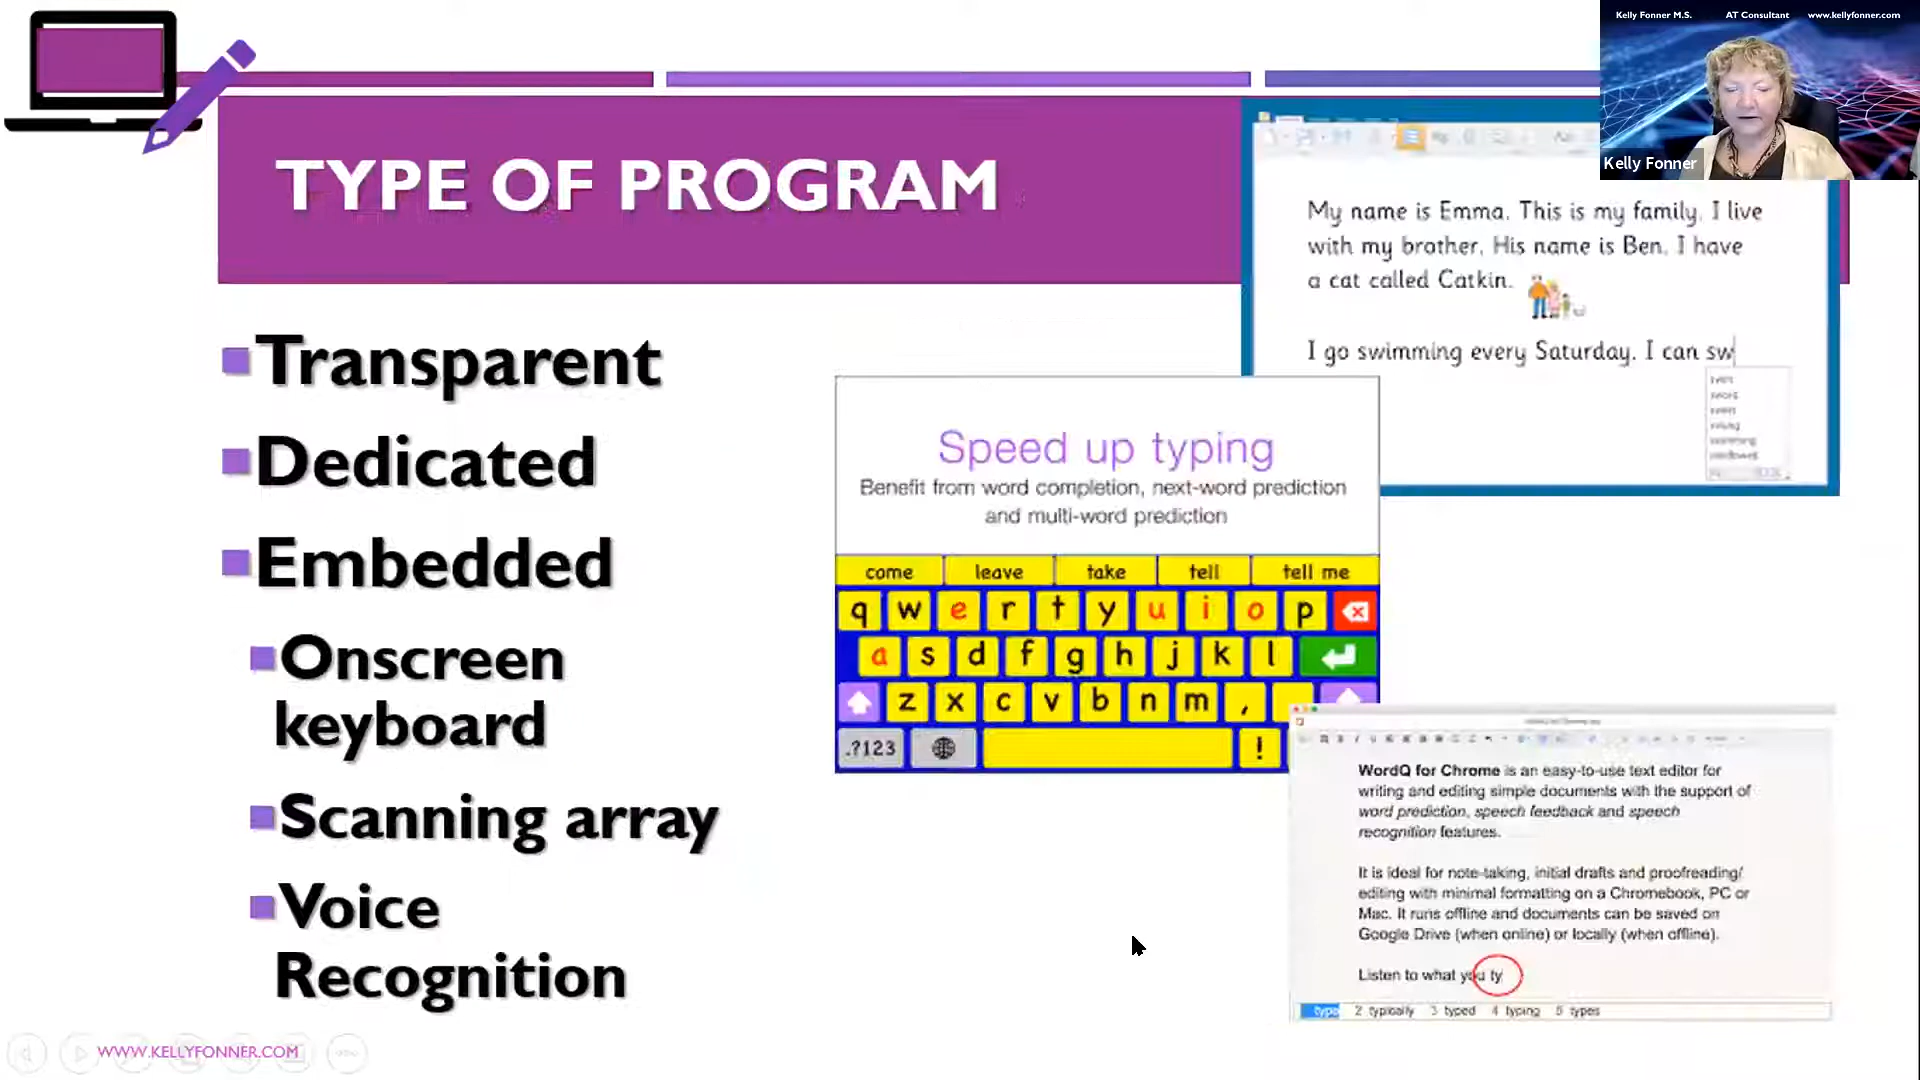 Kelly Fonner M.S. AT Consultant www.kellyfonner.com
Kelly Fonner
TYPE OF PROGRAM
Transparent
Dedicated
Embedded
Onscreen
keyboard
Scanning array
Voice
Recognition
My name is Emma. This is my family. I live
with my brother. His name is Ben. I have
a cat called Catkin.
I go swimming every Saturday. I can sw
Speed up typing
Benefit from word completion, next-word prediction
and multi-word prediction
come leave take tell tell me
q w e r t y u i o p
a s d f g h j k l
z x c v b n m ,
.?123 !
WordQ for Chrome is an easy-to-use text editor for
writing and editing simple documents with the support of
word prediction, speech feedback and speech
recognition features.
It is ideal for note-taking, initial drafts and proofreading/
editing with minimal formatting on a Chromebook, PC or
Mac. It runs offline and documents can be saved on
Google Drive (when online) or locally (when offline).
Listen to what you ty
2 typically 3 typed 4 typing 5 types
WWW.KELLYFONNER.COM